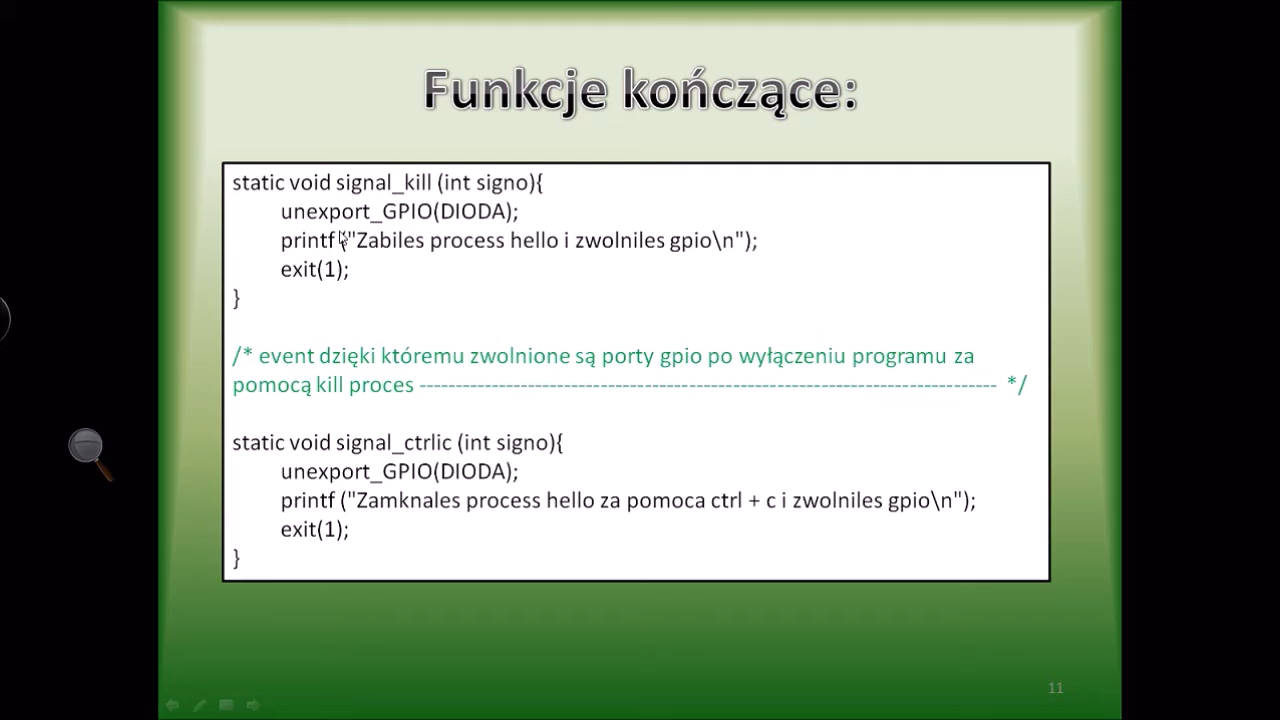 Funkcje kończące:
static void signal_kill (int signo){
unexport_GPIO(DIODA);
printf ("Zabiles process hello i zwolniles gpio\n");
exit(1);
}
/* event dzięki któremu zwolnione są porty gpio po wyłączeniu programu za
pomocą kill proces -------------------------------------------------------------------------------- */
static void signal_ctrlic (int signo){
unexport_GPIO(DIODA);
printf ("Zamknales process hello za pomoca ctrl + c i zwolniles gpio\n");
exit(1);
}
11